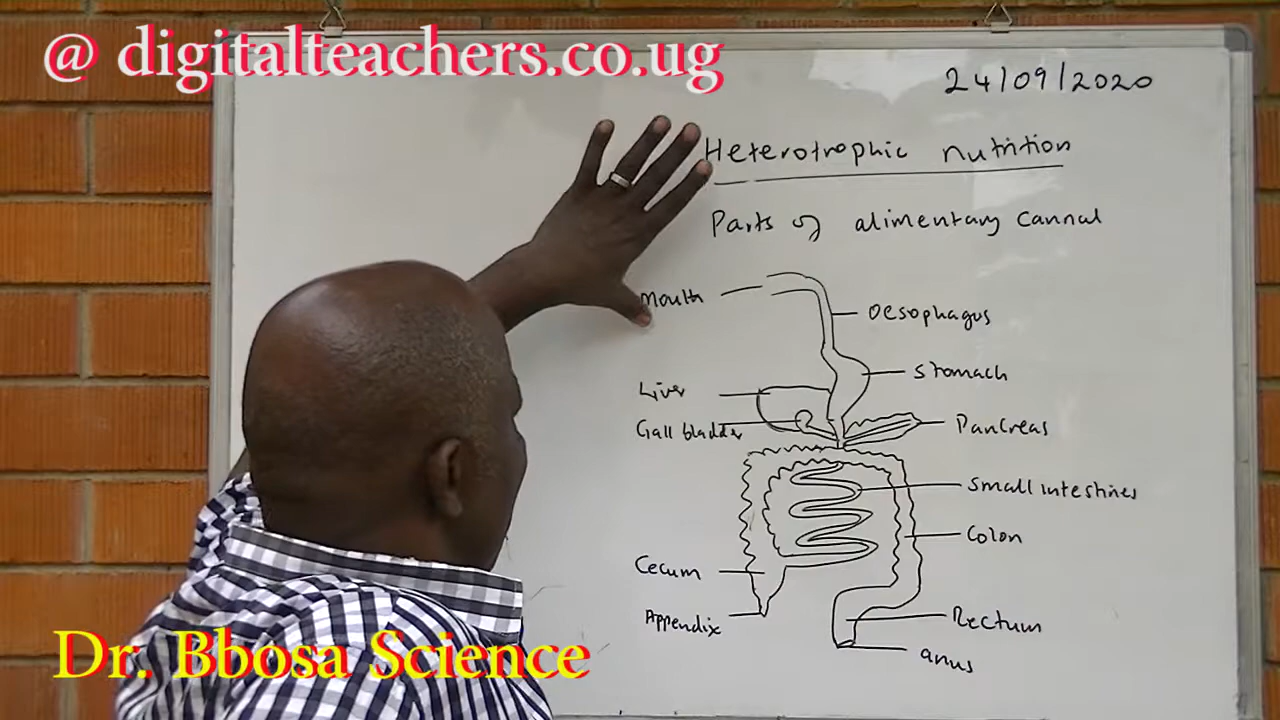 @ digitalteachers.co.ug
24/09/2020
Heterotrophic nutrition
Parts of alimentary Cannal
Mouth
Oesophagus
Stomach
Liver
Gall bladder
Pancreas
Small intestines
Colon
Cecum
Appendix
Rectum
anus
Dr. Bbosa Science